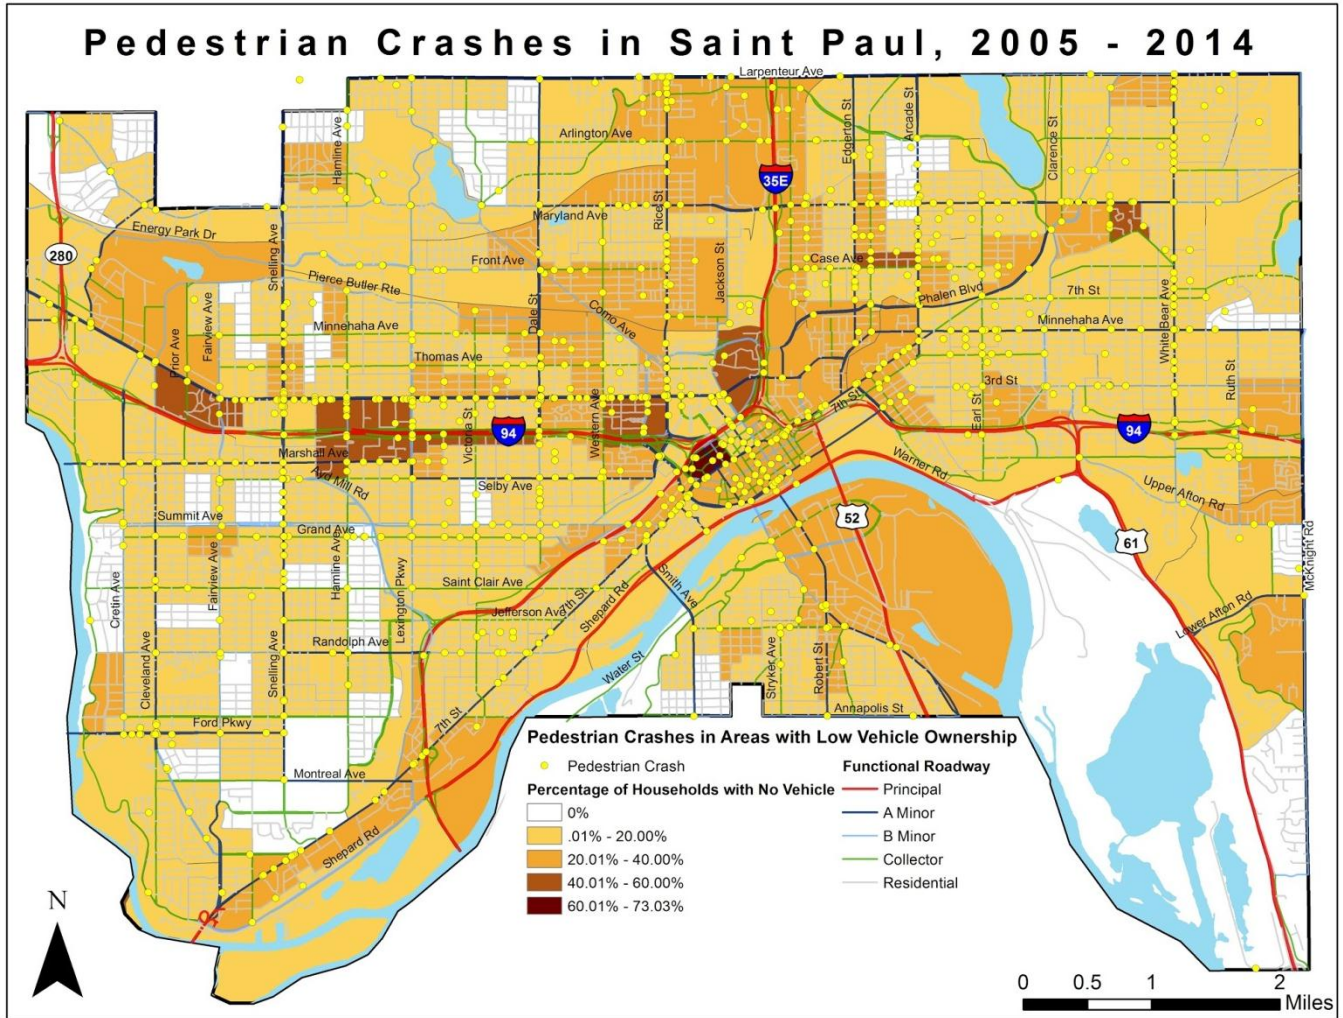 Pedestrian Crashes in Saint Paul, 2005 - 2014
Larpenteur Ave
Hamline Ave
Arlington Ave
Edgerton St
Arcade St
Clarence St
35E
Rice St
Maryland Ave
Energy Park Dr
Snelling Ave
280
Front Ave
Case Ave
Jackson St
Pierce Butler Rte
Phalen Blvd
7th St
Fairview Ave
Dale St
Como Ave
White Bear Ave
Minnehaha Ave
Minnehaha Ave
Prior Ave
Thomas Ave
3rd St
Ruth St
7th St
Earl St
Victoria St
Western Ave
94
94
Marshall Ave
Warner Rd
Ayd Mill Rd
Selby Ave
Upper Afton Rd
Summit Ave
Grand Ave
52
61
McKnight Rd
Fairview Ave
Hamline Ave
Cretin Ave
Lexington Pkwy
Saint Clair Ave
Smith Ave
7th St
Shepard Rd
Jefferson Ave
Lower Afton Rd
Randolph Ave
Cleveland Ave
Snelling Ave
Water St
Stryker Ave
Robert St
Annapolis St
Ford Pkwy
7th St
Montreal Ave
Shepard Rd
Pedestrian Crashes in Areas with Low Vehicle Ownership
Pedestrian Crash
Percentage of Households with No Vehicle
0%
.01% - 20.00%
20.01% - 40.00%
40.01% - 60.00%
60.01% - 73.03%
Functional Roadway
Principal
A Minor
B Minor
Collector
Residential
N
0 0.5 1 2
Miles